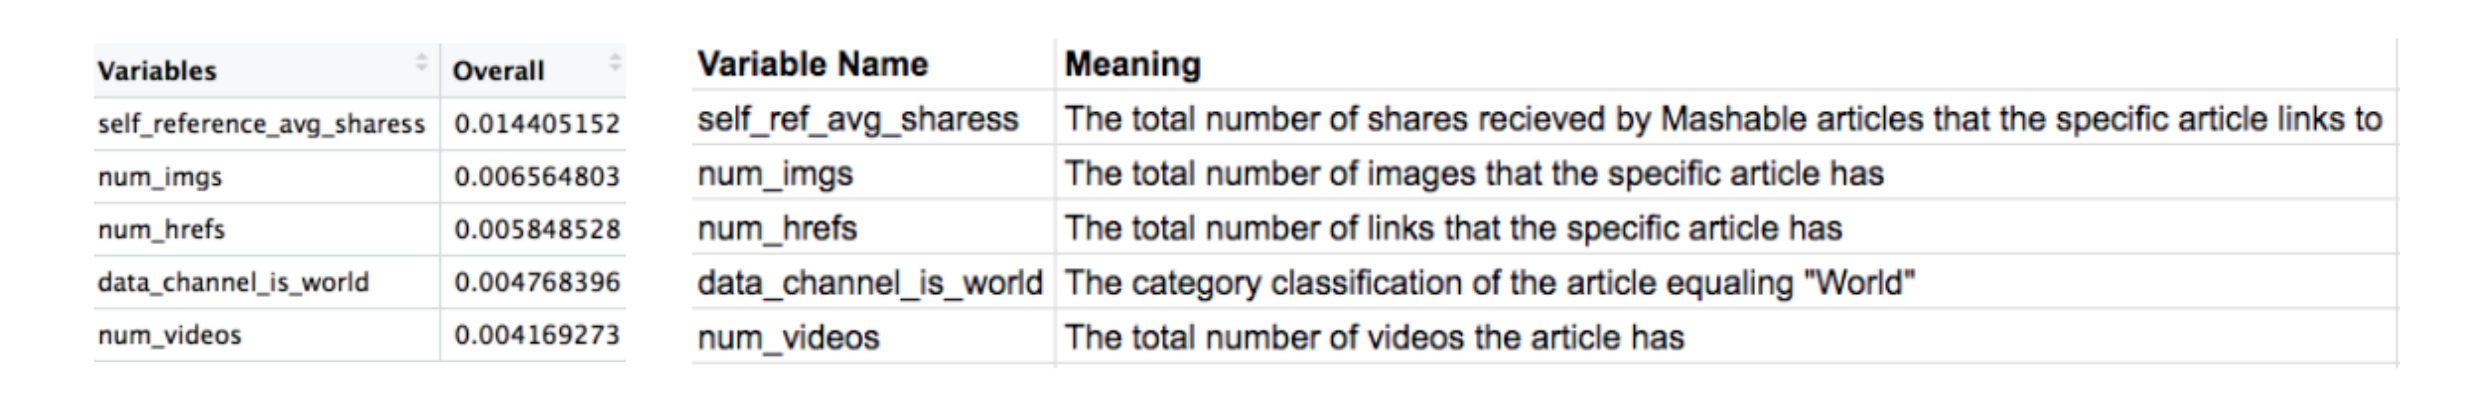 Variables Overall
self_reference_avg_sharess 0.014405152
num_imgs 0.006564803
num_hrefs 0.005848528
data_channel_is_world 0.004768396
num_videos 0.004169273
Variable Name Meaning
self_ref_avg_sharess The total number of shares recieved by Mashable articles that the specific article links to
num_imgs The total number of images that the specific article has
num_hrefs The total number of links that the specific article has
data_channel_is_world The category classification of the article equaling "World"
num_videos The total number of videos the article has